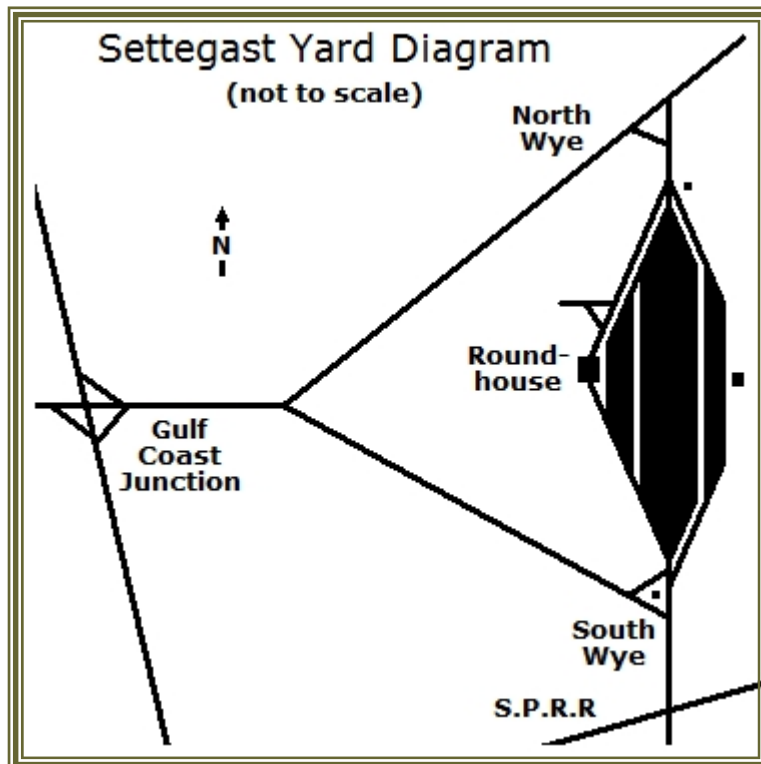 Settegast Yard Diagram
(not to scale)
North
Wye
N
Round-
house
Gulf
Coast
Junction
South
Wye
S.P.R.R